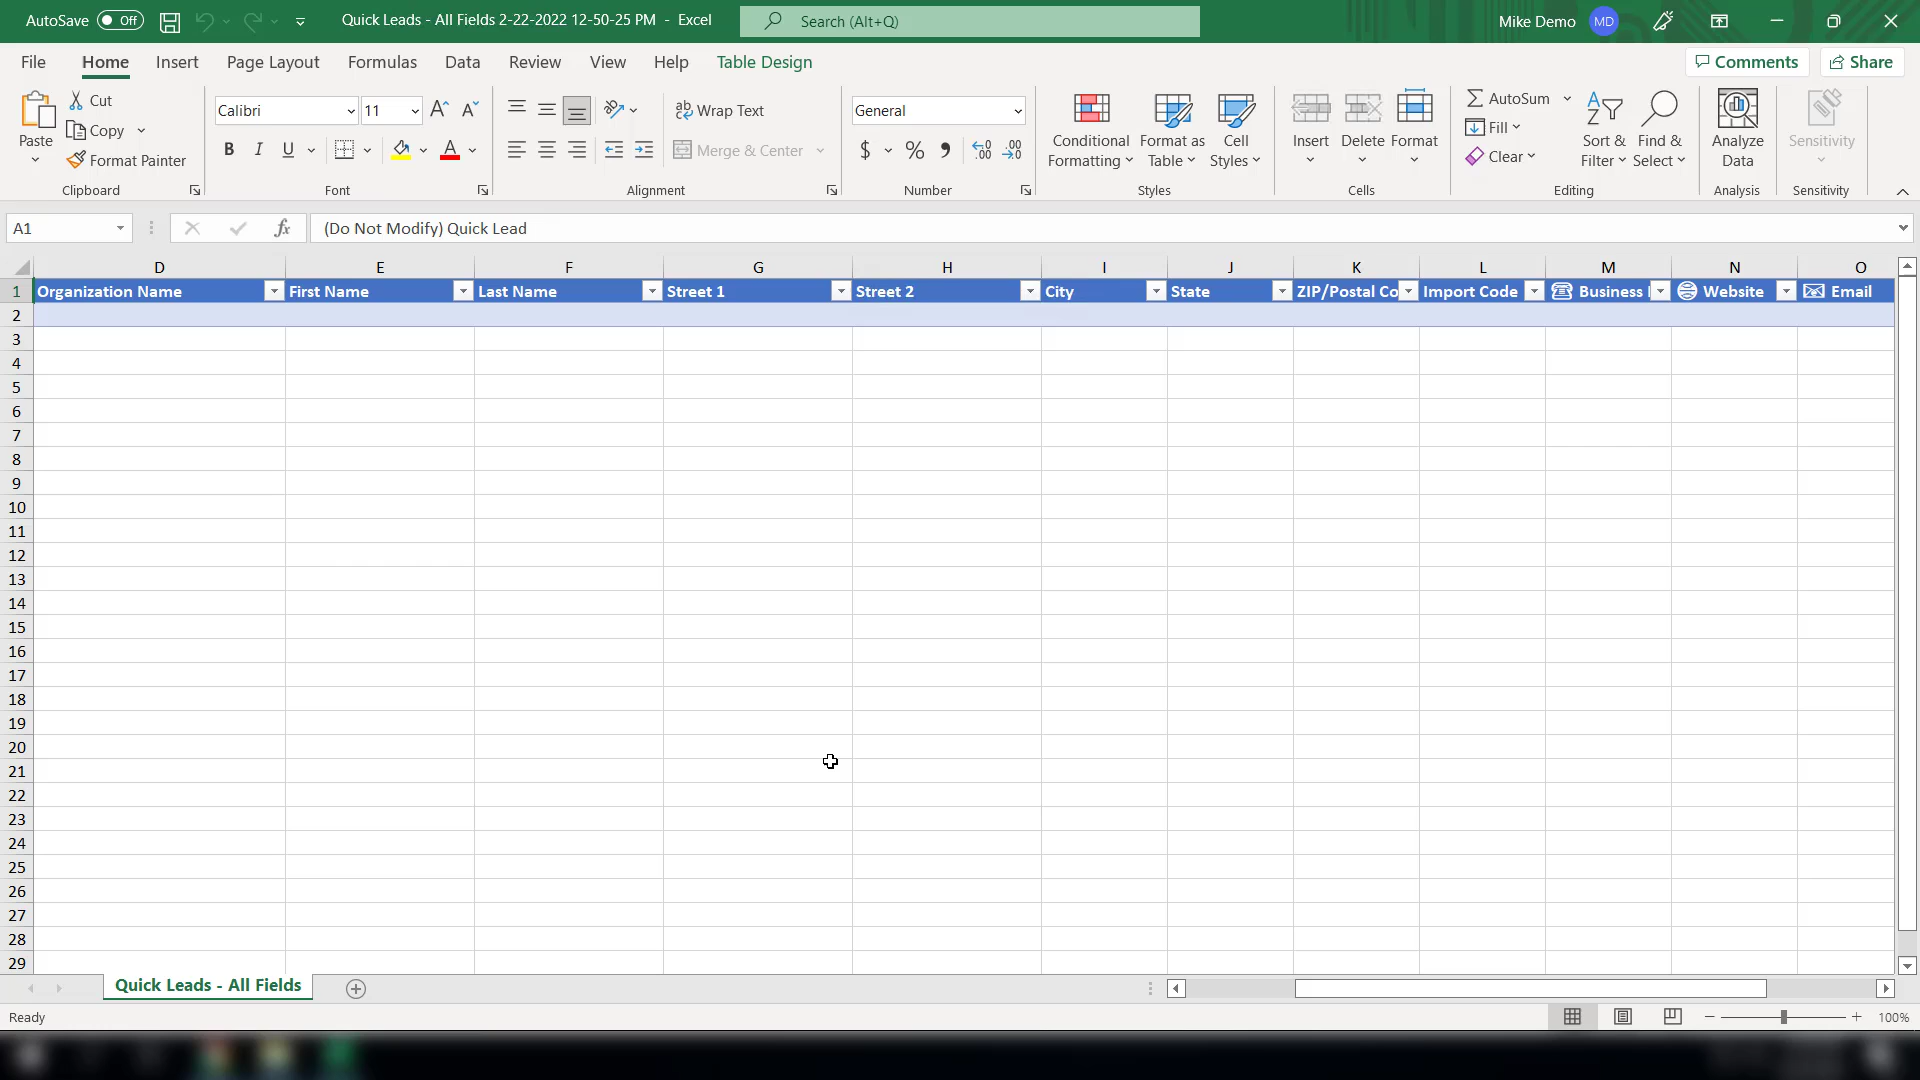 AutoSave Off Quick Leads - All Fields 2-22-2022 12-50-25 PM - Excel Search (Alt+Q) Mike Demo MD
File Home Insert Page Layout Formulas Data Review View Help Table Design Comments Share
Paste
Cut
Copy
Format Painter
Clipboard
Calibri 11
B I U A
Font
Wrap Text
Merge & Center
Alignment
General
$ % 
Number
Conditional Formatting
Format as Table
Cell Styles
Styles
Insert Delete Format
Cells
AutoSum
Fill
Clear
Sort & Filter
Find & Select
Editing
Analyze Data
Analysis
Sensitivity
Sensitivity
A1 fx (Do Not Modify) Quick Lead
D E F G H I J K L M N O
1 Organization Name First Name Last Name Street 1 Street 2 City State ZIP/Postal Co Import Code Business Website Email
2
3
4
5
6
7
8
9
10
11
12
13
14
15
16
17
18
19
20
21
22
23
24
25
26
27
28
29
Quick Leads - All Fields
Ready 100%